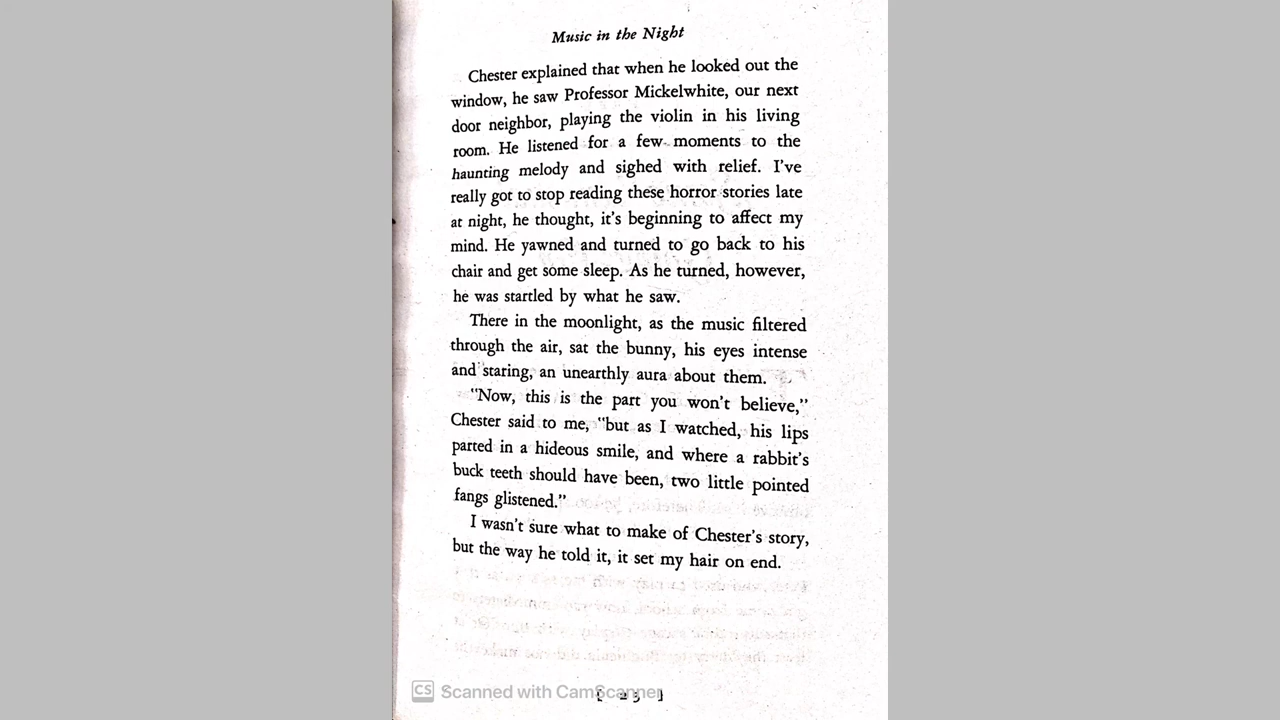 Music in the Night
Chester explained that when he looked out the
window, he saw Professor Mickelwhite, our next
door neighbor, playing the violin in his living
room. He listened for a few moments to the
haunting melody and sighed with relief. I've
really got to stop reading these horror stories late
at night, he thought, it's beginning to affect my
mind. He yawned and turned to go back to his
chair and get some sleep. As he turned, however,
he was startled by what he saw.
There in the moonlight, as the music filtered
through the air, sat the bunny, his eyes intense
and staring, an unearthly aura about them.
"Now, this is the part you won't believe,"
Chester said to me, "but as I watched, his lips
parted in a hideous smile, and where a rabbit's
buck teeth should have been, two little pointed
fangs glistened."
I wasn't sure what to make of Chester's story,
but the way he told it, it set my hair on end.
CS Scanned with CamScanner